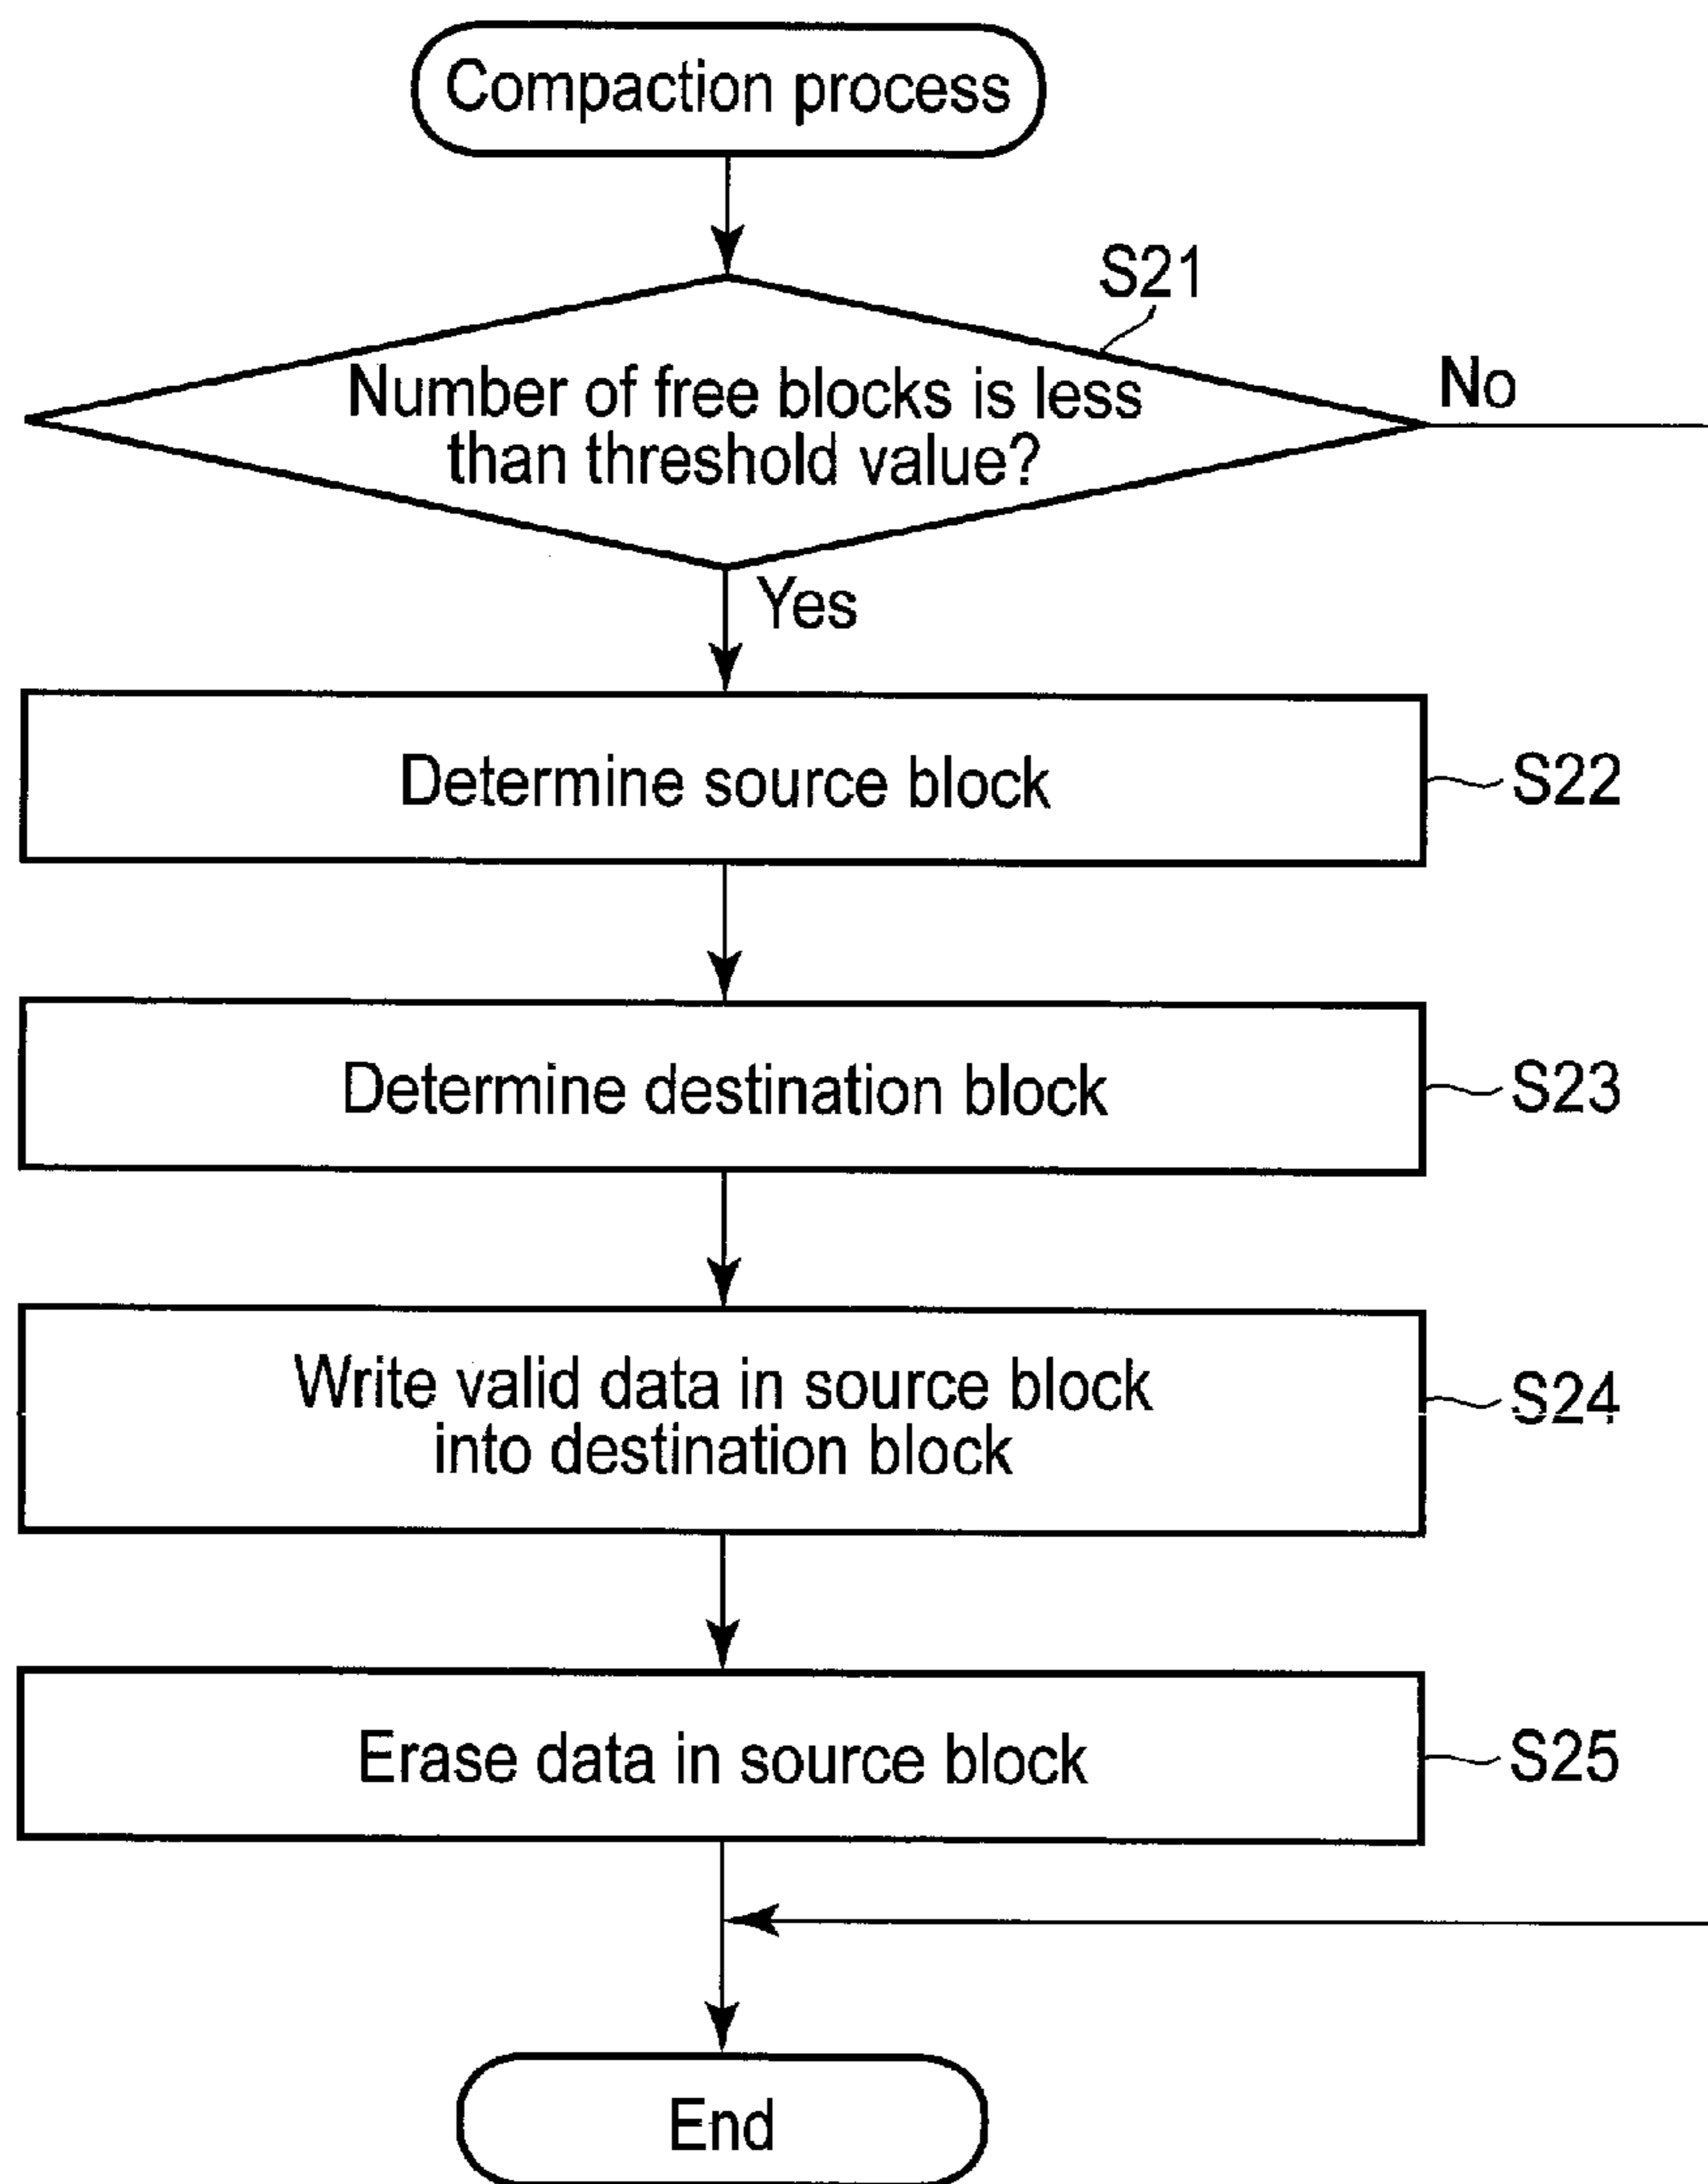 Compaction process
S21
Number of free blocks is less
than threshold value?
No
Yes
Determine source block
S22
Determine destination block
S23
Write valid data in source block
into destination block
S24
Erase data in source block
S25
End